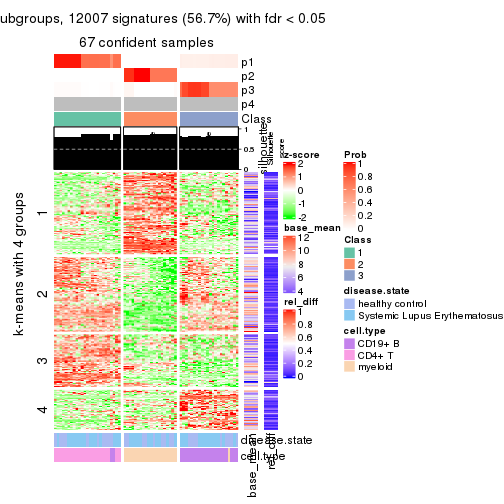 ubgroups, 12007 signatures (56.7%) with fdr < 0.05
67 confident samples
p1
p2
p3
p4
Class
1
0.5
0
silhouette
k-means with 4 groups
1
2
3
4
disease.state
cell.type
base_mean
rel_diff
z-score
2
1
0
-1
-2
base_mean
12
10
8
6
4
rel_diff
1
0.8
0.6
0.4
0.2
0
Prob
1
0.8
0.6
0.4
0.2
0
Class
1
2
3
disease.state
healthy control
Systemic Lupus Erythematosus
cell.type
CD19+ B
CD4+ T
myeloid